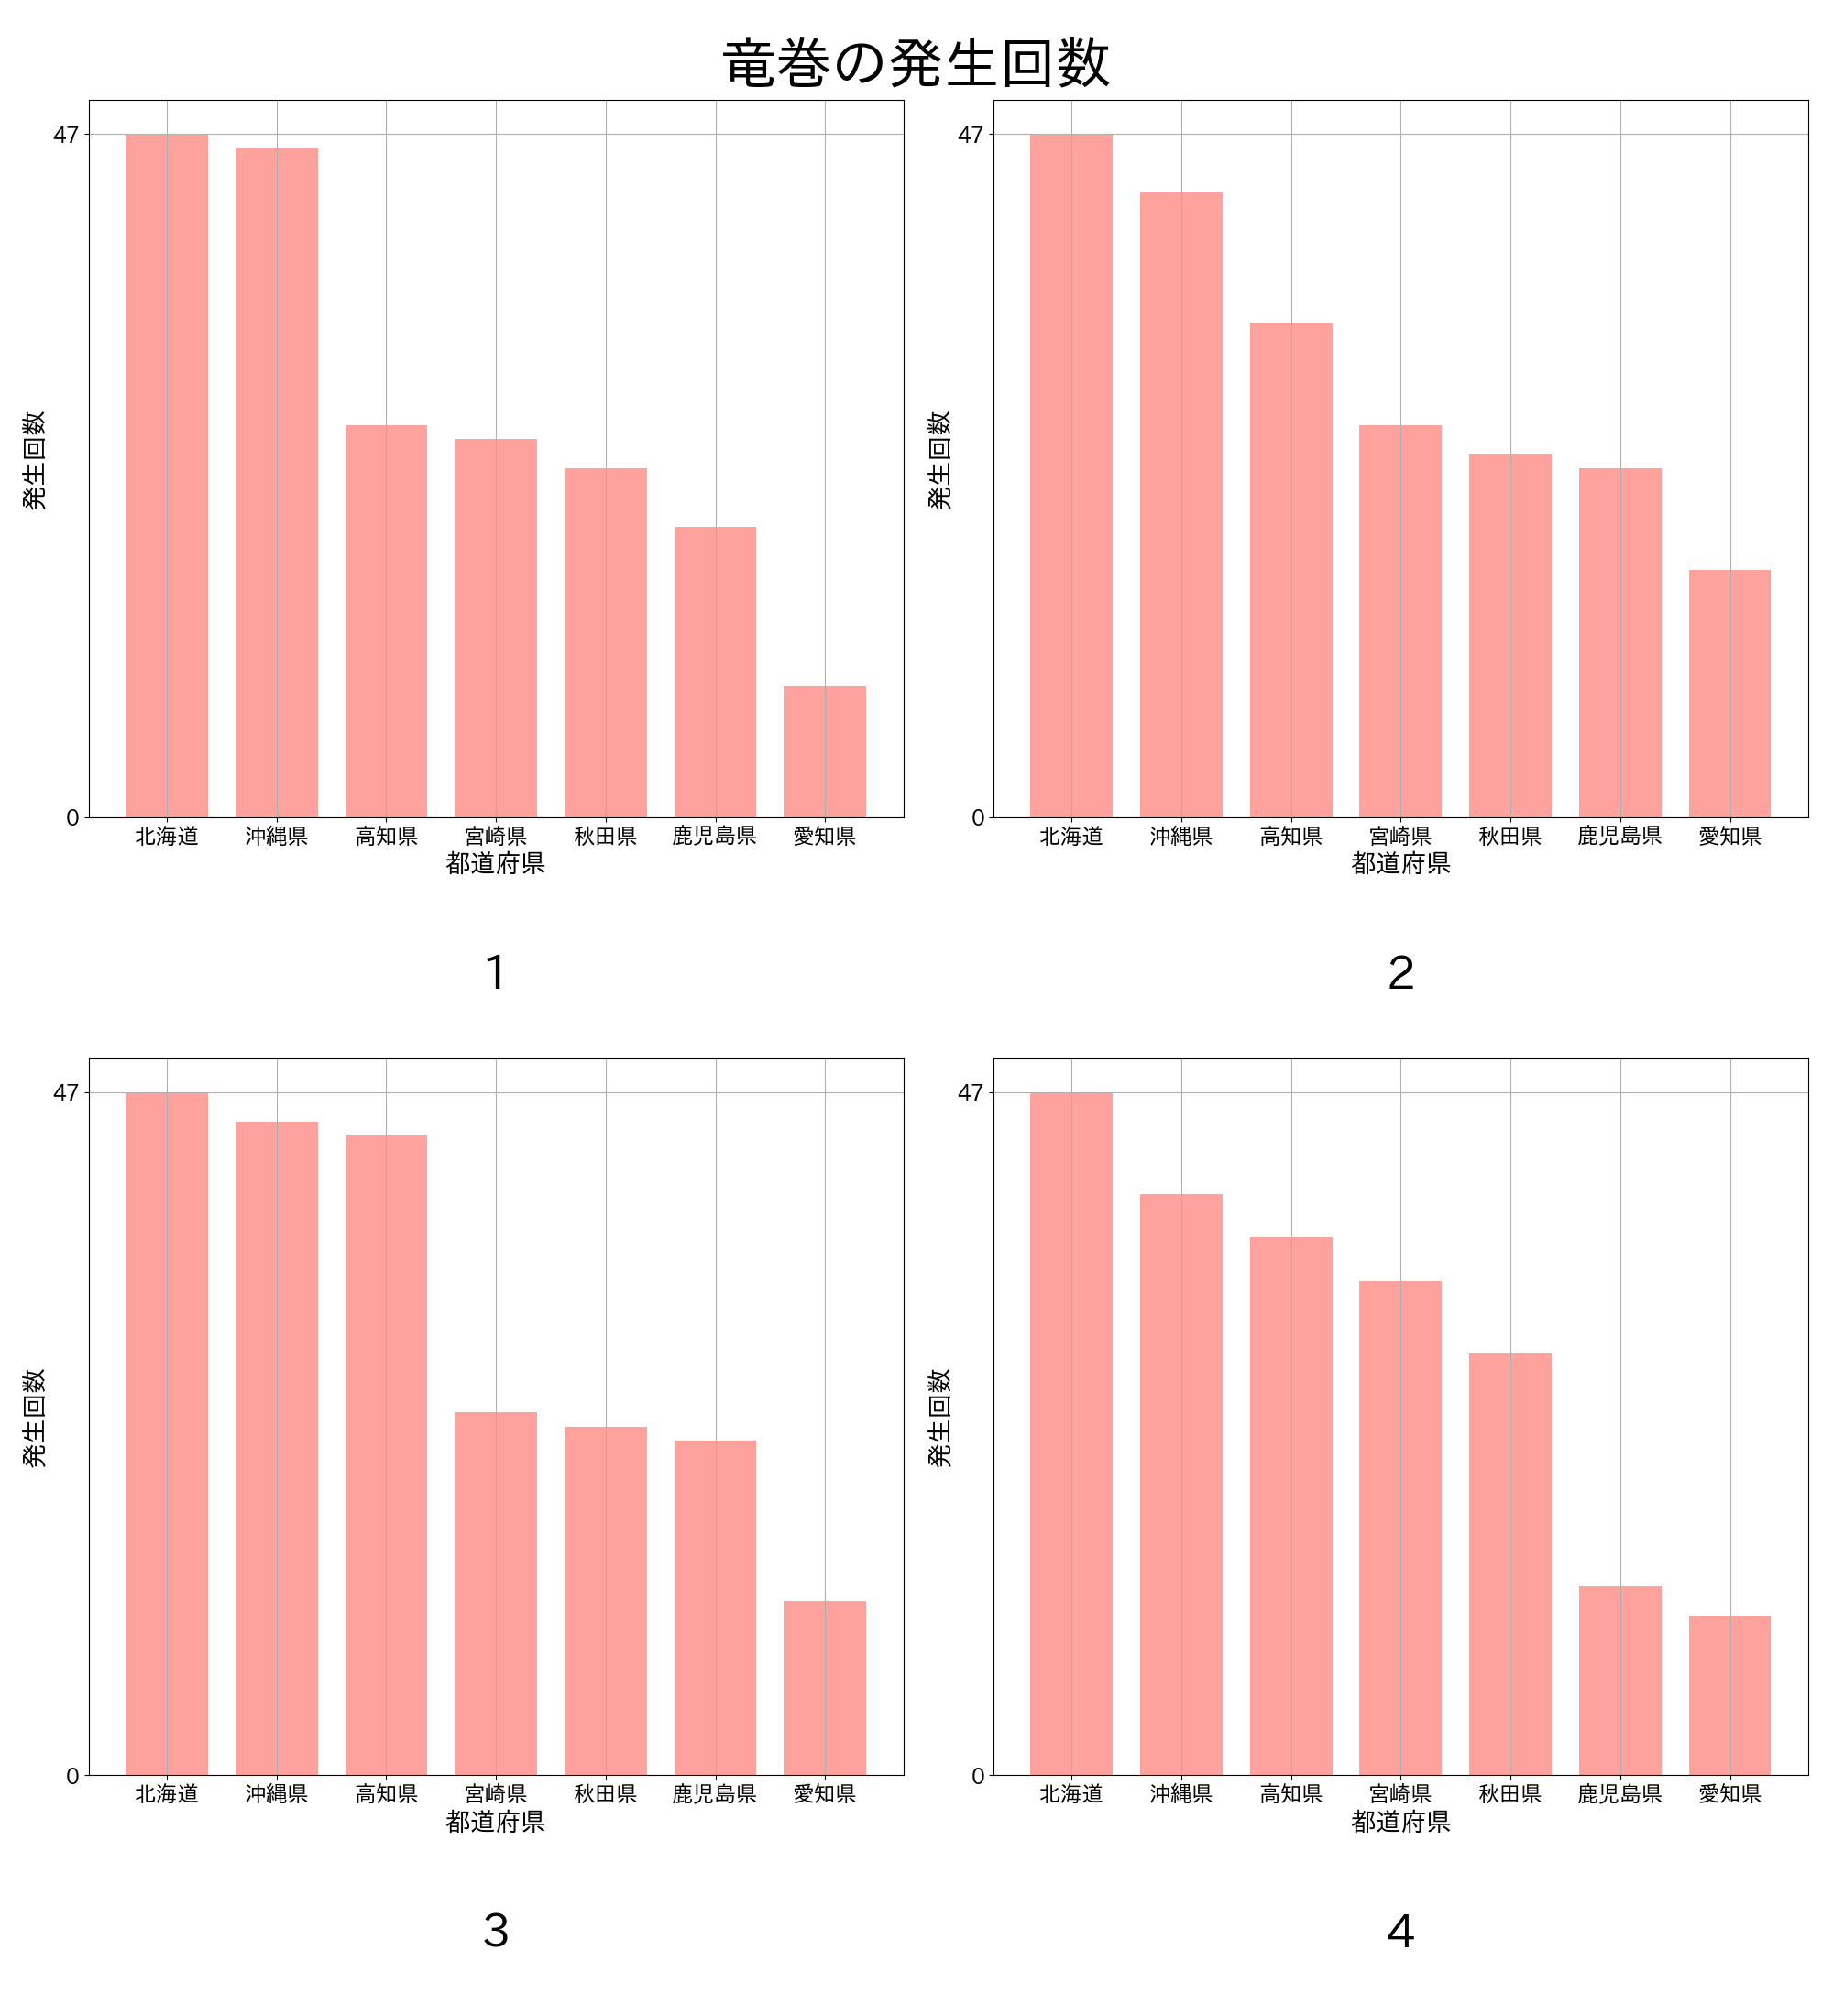 竜巻の発生回数
47
0
発生回数
北海道 沖縄県 高知県 宮崎県 秋田県 鹿児島県 愛知県
都道府県
1
47
0
発生回数
北海道 沖縄県 高知県 宮崎県 秋田県 鹿児島県 愛知県
都道府県
2
47
0
発生回数
北海道 沖縄県 高知県 宮崎県 秋田県 鹿児島県 愛知県
都道府県
3
47
0
発生回数
北海道 沖縄県 高知県 宮崎県 秋田県 鹿児島県 愛知県
都道府県
4